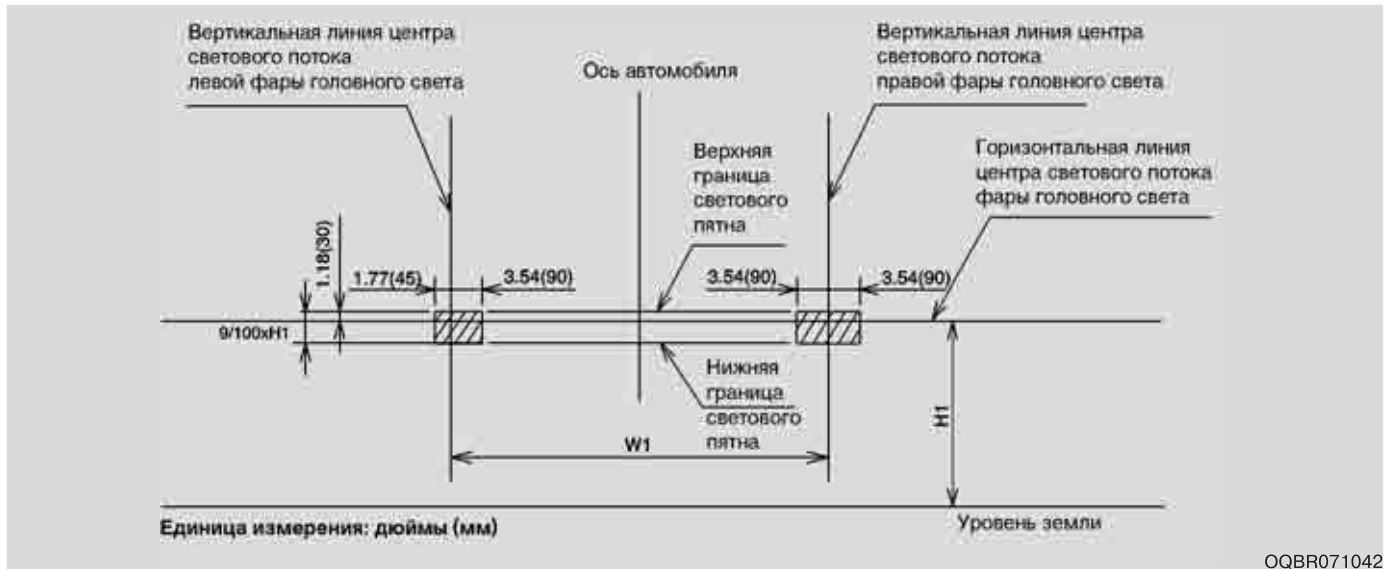 Вертикальная линия центра
светового потока
левой фары головного света
Ось автомобиля
Вертикальная линия центра
светового потока
правой фары головного света
Верхняя
граница
светового
пятна
Горизонтальная линия
центра светового потока
фары головного света
1.18(30)
1.77(45)
3.54(90)
3.54(90)
3.54(90)
9/100xH1
Нижняя
граница
светового
пятна
W1
H1
Единица измерения: дюймы (мм)
Уровень земли
OQBR071042